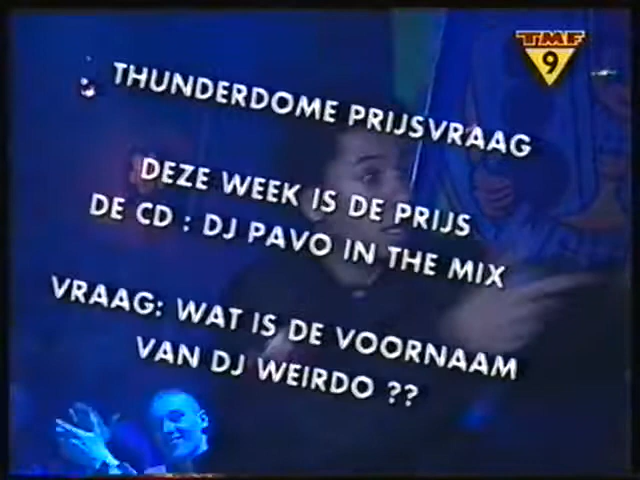 TMF
9
THUNDERDOME PRIJSVRAAG
DEZE WEEK IS DE PRIJS
DE CD : DJ PAVO IN THE MIX
VRAAG: WAT IS DE VOORNAAM
VAN DJ WEIRDO ??